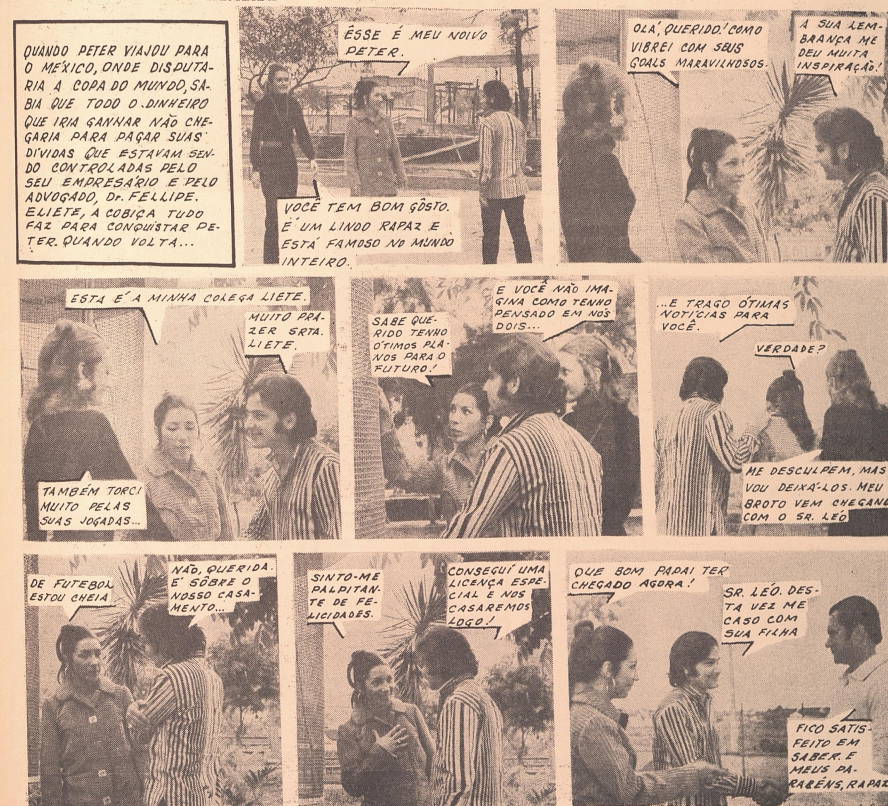 QUANDO PETER VIAJOU PARA
O MÉXICO, ONDE DISPUTA-
RIA A COPA DO MUNDO, SA-
BIA QUE TODO O DINHEIRO
QUE IRIA GANHAR NÃO CHE-
GARIA PARA PAGAR SUAS
DÍVIDAS QUE ESTAVAM SEN-
DO CONTROLADAS PELO
SEU EMPRESÁRIO E PELO
ADVOGADO, Dr. FELLIPE.
ELIETE, A COBIÇA TUDO
FAZ PARA CONQUISTAR PE-
TER. QUANDO VOLTA...
ÊSSE É MEU NOIVO
PETER.
VOCÊ TEM BOM GÔSTO.
É UM LINDO RAPAZ E
ESTÁ FAMOSO NO MUNDO
INTEIRO.
OLÁ, QUERIDO! COMO
VIBREI COM SEUS
GOALS MARAVILHOSOS.
A SUA LEM-
BRANÇA ME
DEU MUITA
INSPIRAÇÃO!
ESTA É A MINHA COLEGA LIETE.
MUITO PRA-
ZER SRTA.
LIETE.
TAMBÉM TORCI
MUITO PELAS
SUAS JOGADAS...
SABE QUE-
RIDO TENHO
ÓTIMOS PLA-
NOS PARA O
FUTURO!
E VOCÊ NÃO IMA-
GINA COMO TENHO
PENSADO EM NÓS
DOIS...
...E TRAGO ÓTIMAS
NOTÍCIAS PARA
VOCÊ.
VERDADE?
ME DESCULPEM, MAS
VOU DEIXÁ-LOS. MEU
BROTO VEM CHEGAN
COM O SR. LÉO
DE FUTEBOL
ESTOU CHEIA
NÃO, QUERIDA.
É SÔBRE O
NOSSO CASA-
MENTO...
SINTO-ME
PALPITAN-
TE DE FE-
LICIDADES.
CONSEGUÍ UMA
LICENÇA ESPE-
CIAL E NOS
CASAREMOS
LOGO!
QUE BOM PAPAI TER
CHEGADO AGORA!
SR. LÉO. DES-
TA VEZ ME
CASO COM
SUA FILHA
FICO SATIS-
FEITO EM
SABER. E
MEUS PA-
RABÉNS, RAPAZ